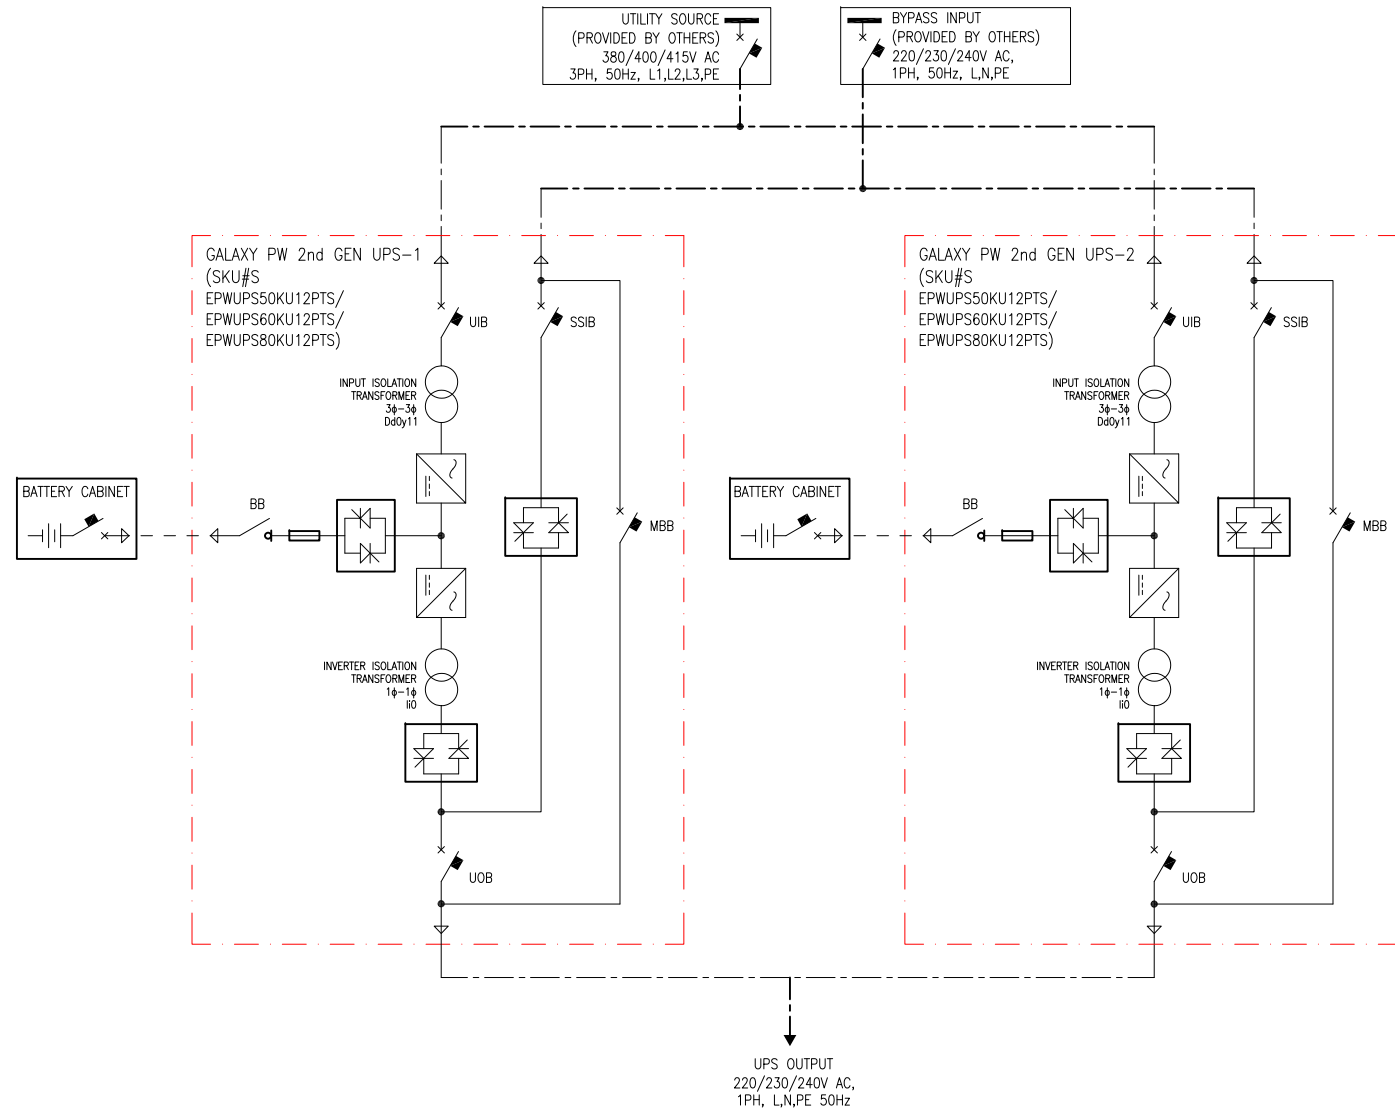 UTILITY SOURCE
(PROVIDED BY OTHERS)
380/400/415V AC
3PH, 50Hz, L1,L2,L3,PE
BYPASS INPUT
(PROVIDED BY OTHERS)
220/230/240V AC,
1PH, 50Hz, L,N,PE
GALAXY PW 2nd GEN UPS-1
(SKU#S
EPWUPS50KU12PTS/
EPWUPS60KU12PTS/
EPWUPS80KU12PTS)
UIB
SSIB
INPUT ISOLATION
TRANSFORMER
3ϕ-3ϕ
Dd0y11
BATTERY CABINET
BB
MBB
INVERTER ISOLATION
TRANSFORMER
1ϕ-1ϕ
Ii0
UOB
GALAXY PW 2nd GEN UPS-2
(SKU#S
EPWUPS50KU12PTS/
EPWUPS60KU12PTS/
EPWUPS80KU12PTS)
UIB
SSIB
INPUT ISOLATION
TRANSFORMER
3ϕ-3ϕ
Dd0y11
BATTERY CABINET
BB
MBB
INVERTER ISOLATION
TRANSFORMER
1ϕ-1ϕ
Ii0
UOB
UPS OUTPUT
220/230/240V AC,
1PH, L,N,PE 50Hz